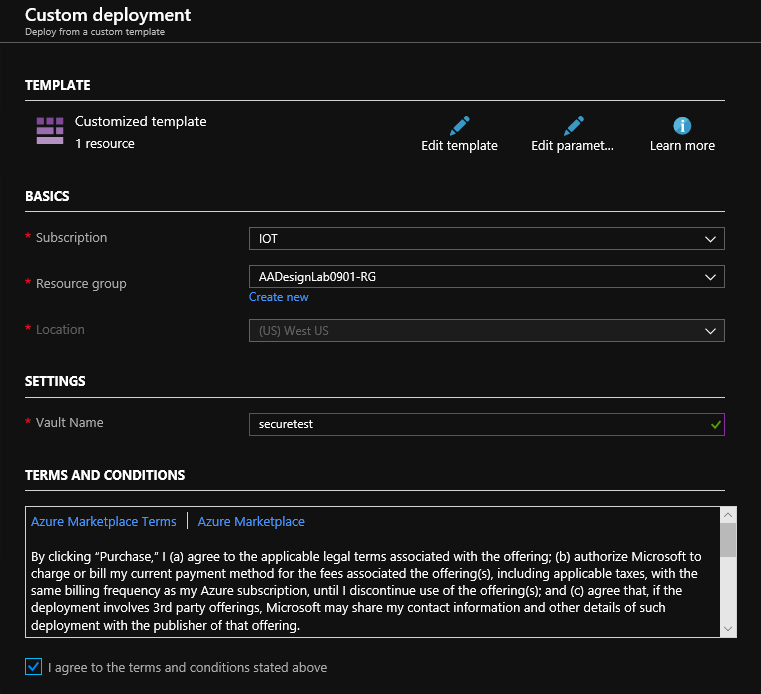 Custom deployment
Deploy from a custom template
TEMPLATE
Customized template
1 resource
Edit template
Edit paramet...
Learn more
BASICS
* Subscription
IOT
* Resource group
AADesignLab0901-RG
Create new
* Location
(US) West US
SETTINGS
* Vault Name
securetest
TERMS AND CONDITIONS
Azure Marketplace Terms | Azure Marketplace
By clicking “Purchase,” I (a) agree to the applicable legal terms associated with the offering; (b) authorize Microsoft to
charge or bill my current payment method for the fees associated the offering(s), including applicable taxes, with the
same billing frequency as my Azure subscription, until I discontinue use of the offering(s); and (c) agree that, if the
deployment involves 3rd party offerings, Microsoft may share my contact information and other details of such
deployment with the publisher of that offering.
I agree to the terms and conditions stated above